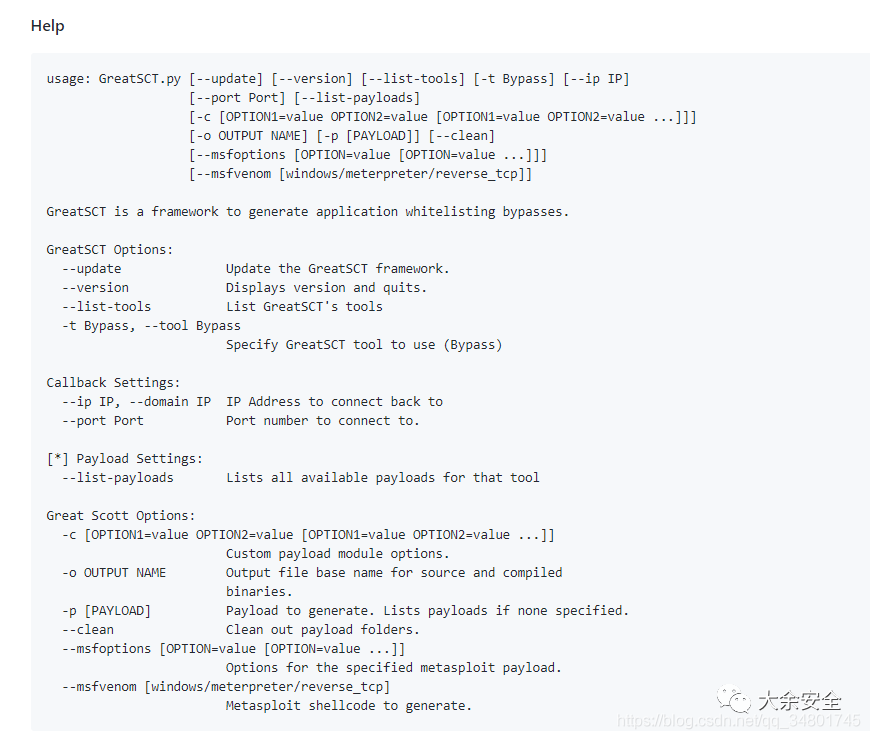 Help
usage: GreatSCT.py [--update] [--version] [--list-tools] [-t Bypass] [--ip IP]
[--port Port] [--list-payloads]
[-c [OPTION1=value OPTION2=value [OPTION1=value OPTION2=value ...]]]
[-o OUTPUT NAME] [-p [PAYLOAD]] [--clean]
[--msfoptions [OPTION=value [OPTION=value ...]]]
[--msfvenom [windows/meterpreter/reverse_tcp]]
GreatSCT is a framework to generate application whitelisting bypasses.
GreatSCT Options:
--update Update the GreatSCT framework.
--version Displays version and quits.
--list-tools List GreatSCT's tools
-t Bypass, --tool Bypass
Specify GreatSCT tool to use (Bypass)
Callback Settings:
--ip IP, --domain IP IP Address to connect back to
--port Port Port number to connect to.
[*] Payload Settings:
--list-payloads Lists all available payloads for that tool
Great Scott Options:
-c [OPTION1=value OPTION2=value [OPTION1=value OPTION2=value ...]]
Custom payload module options.
-o OUTPUT NAME Output file base name for source and compiled
binaries.
-p [PAYLOAD] Payload to generate. Lists payloads if none specified.
--clean Clean out payload folders.
--msfoptions [OPTION=value [OPTION=value ...]]
Options for the specified metasploit payload.
--msfvenom [windows/meterpreter/reverse_tcp]
Metasploit shellcode to generate.
大余安全
https://blog.csdn.net/qq_34801745